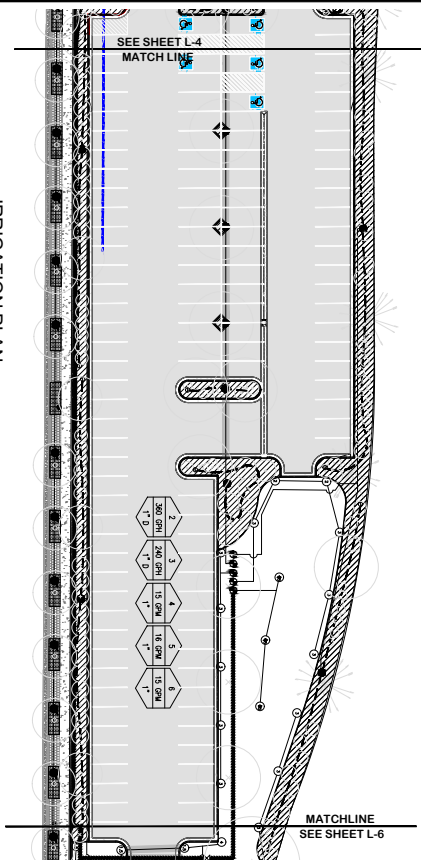 SEE SHEET L-4
MATCH LINE
IRRIGATION PLAN
2
360 GPH
1" D
3
240 GPH
1" D
4
15 GPM
1"
5
16 GPM
1"
6
15 GPM
1"
MATCHLINE
SEE SHEET L-6